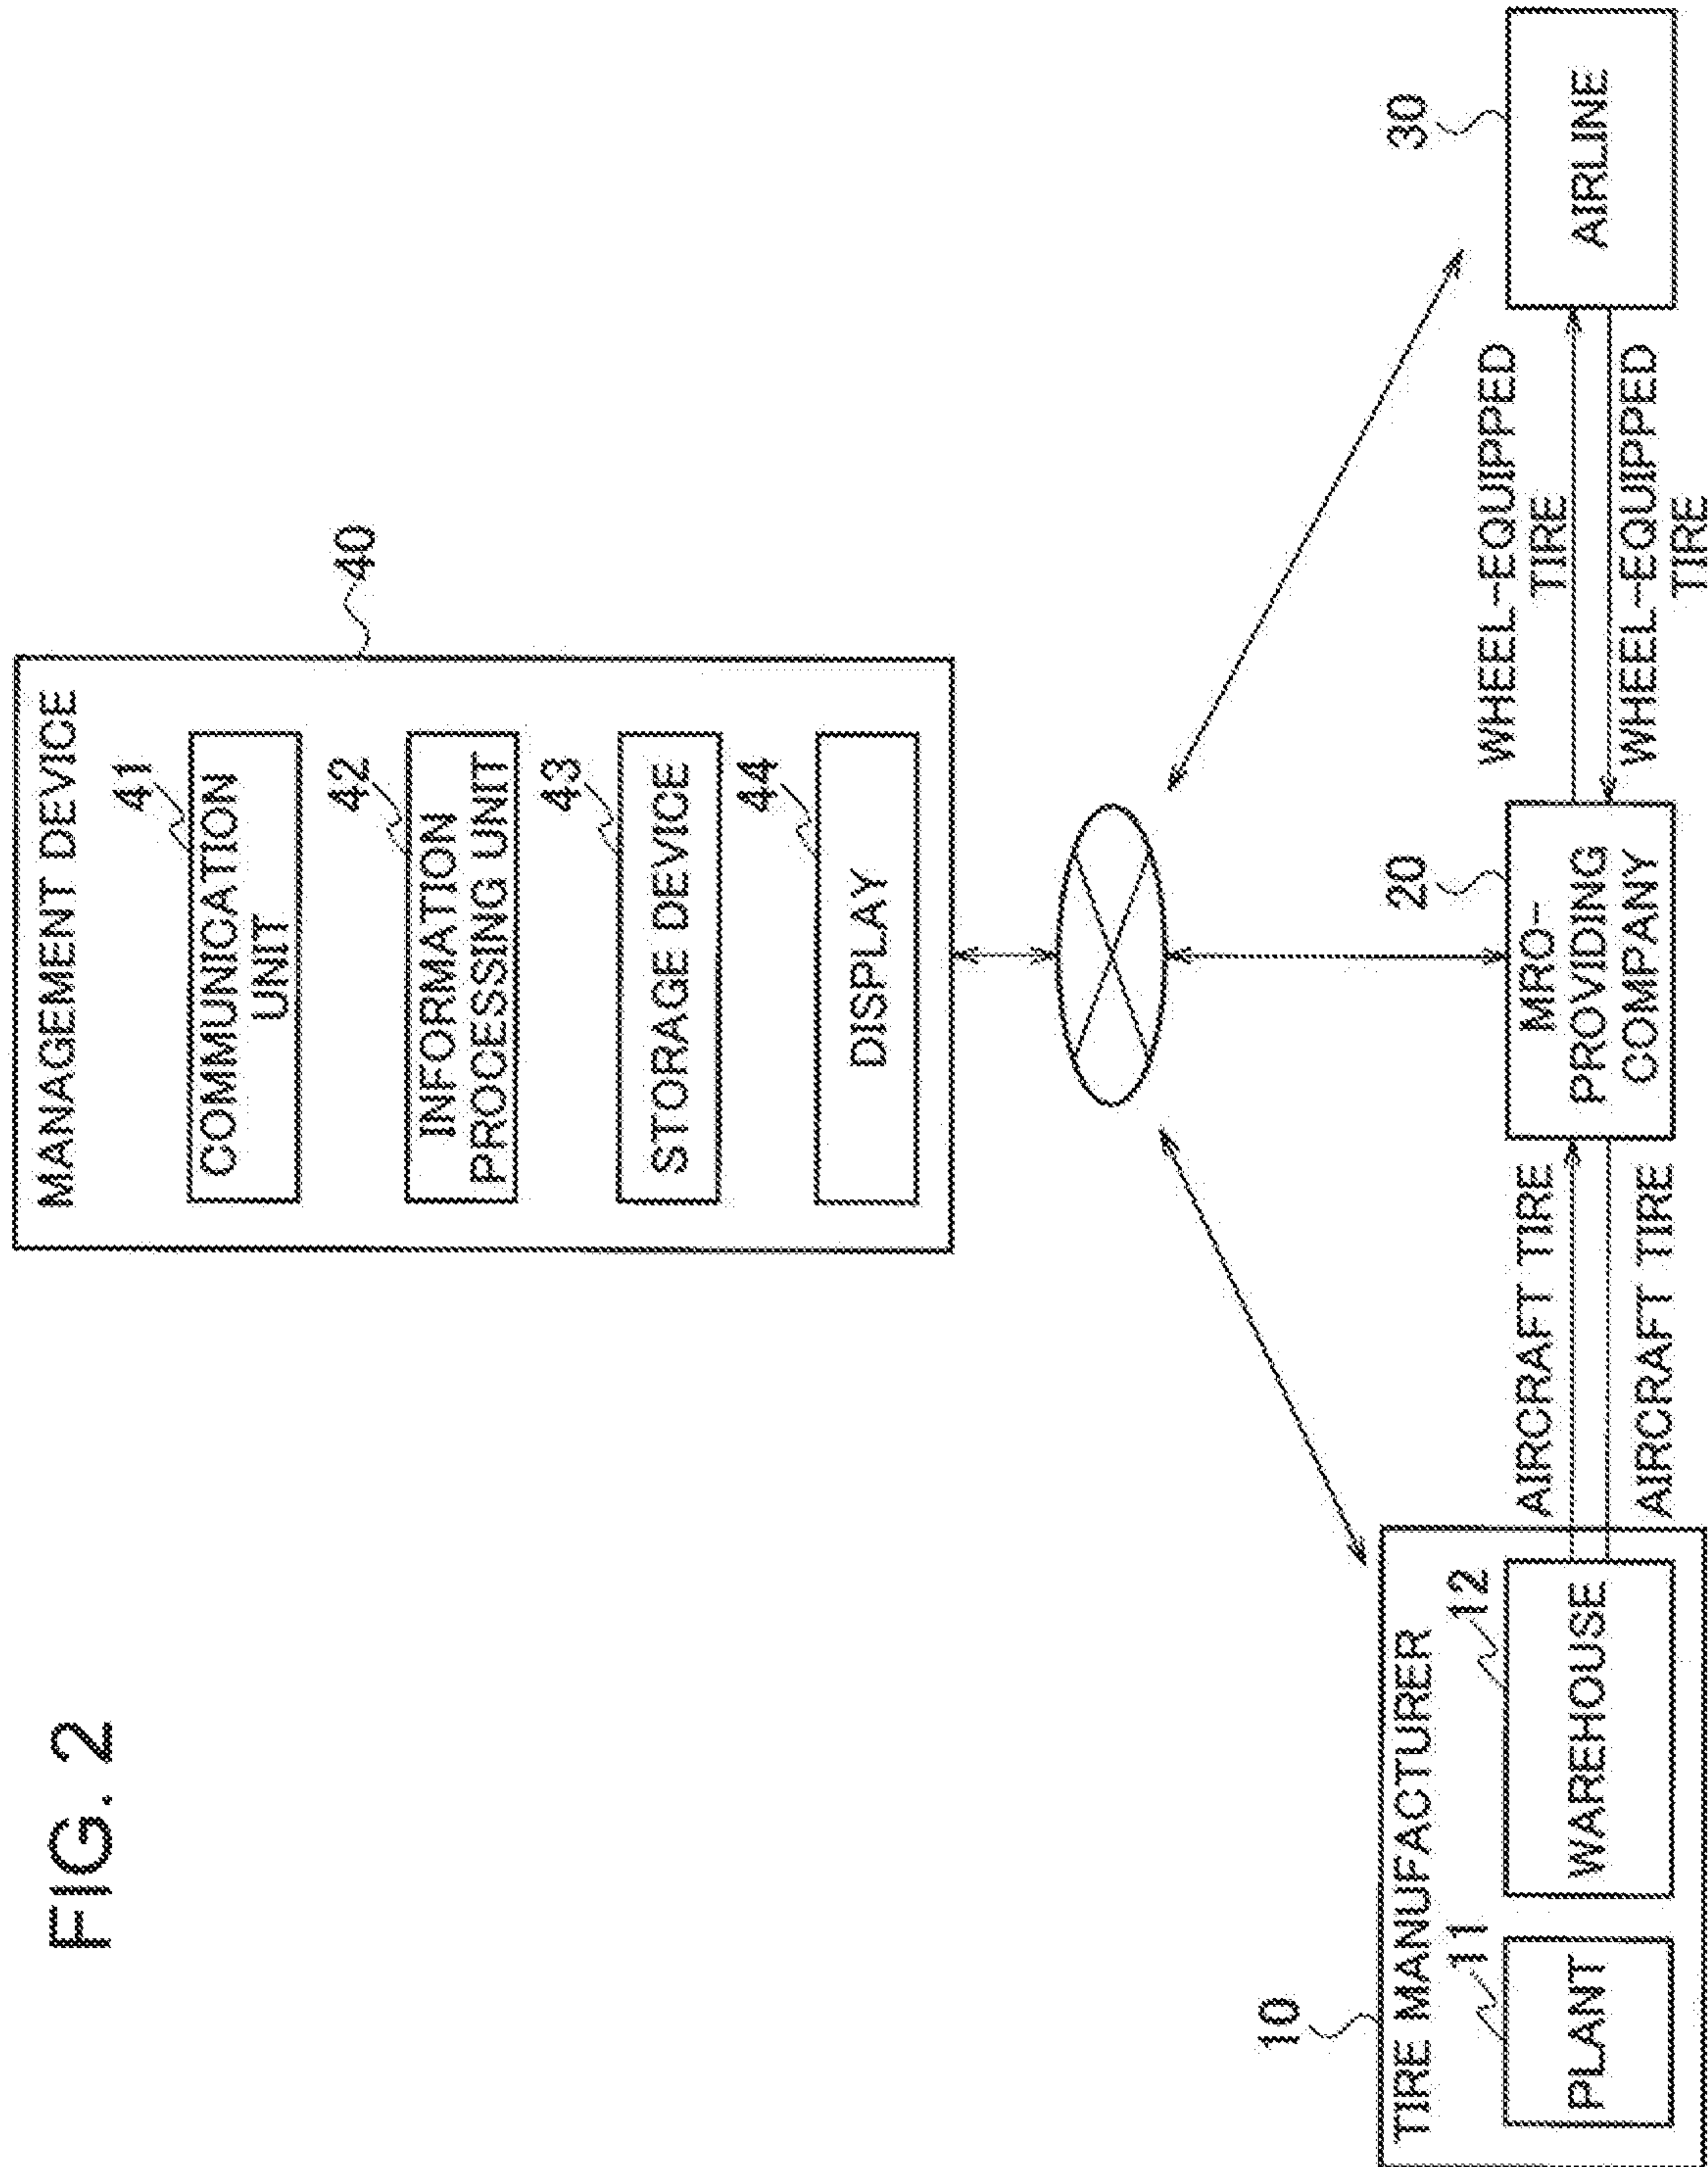 FIG. 2
MANAGEMENT DEVICE
40
41
COMMUNICATION
UNIT
42
INFORMATION
PROCESSING UNIT
43
STORAGE DEVICE
44
DISPLAY
10
TIRE MANUFACTURER
11
PLANT
12
WAREHOUSE
AIRCRAFT TIRE
AIRCRAFT TIRE
20
MRO-
PROVIDING
COMPANY
WHEEL-EQUIPPED
TIRE
WHEEL-EQUIPPED
TIRE
30
AIRLINE